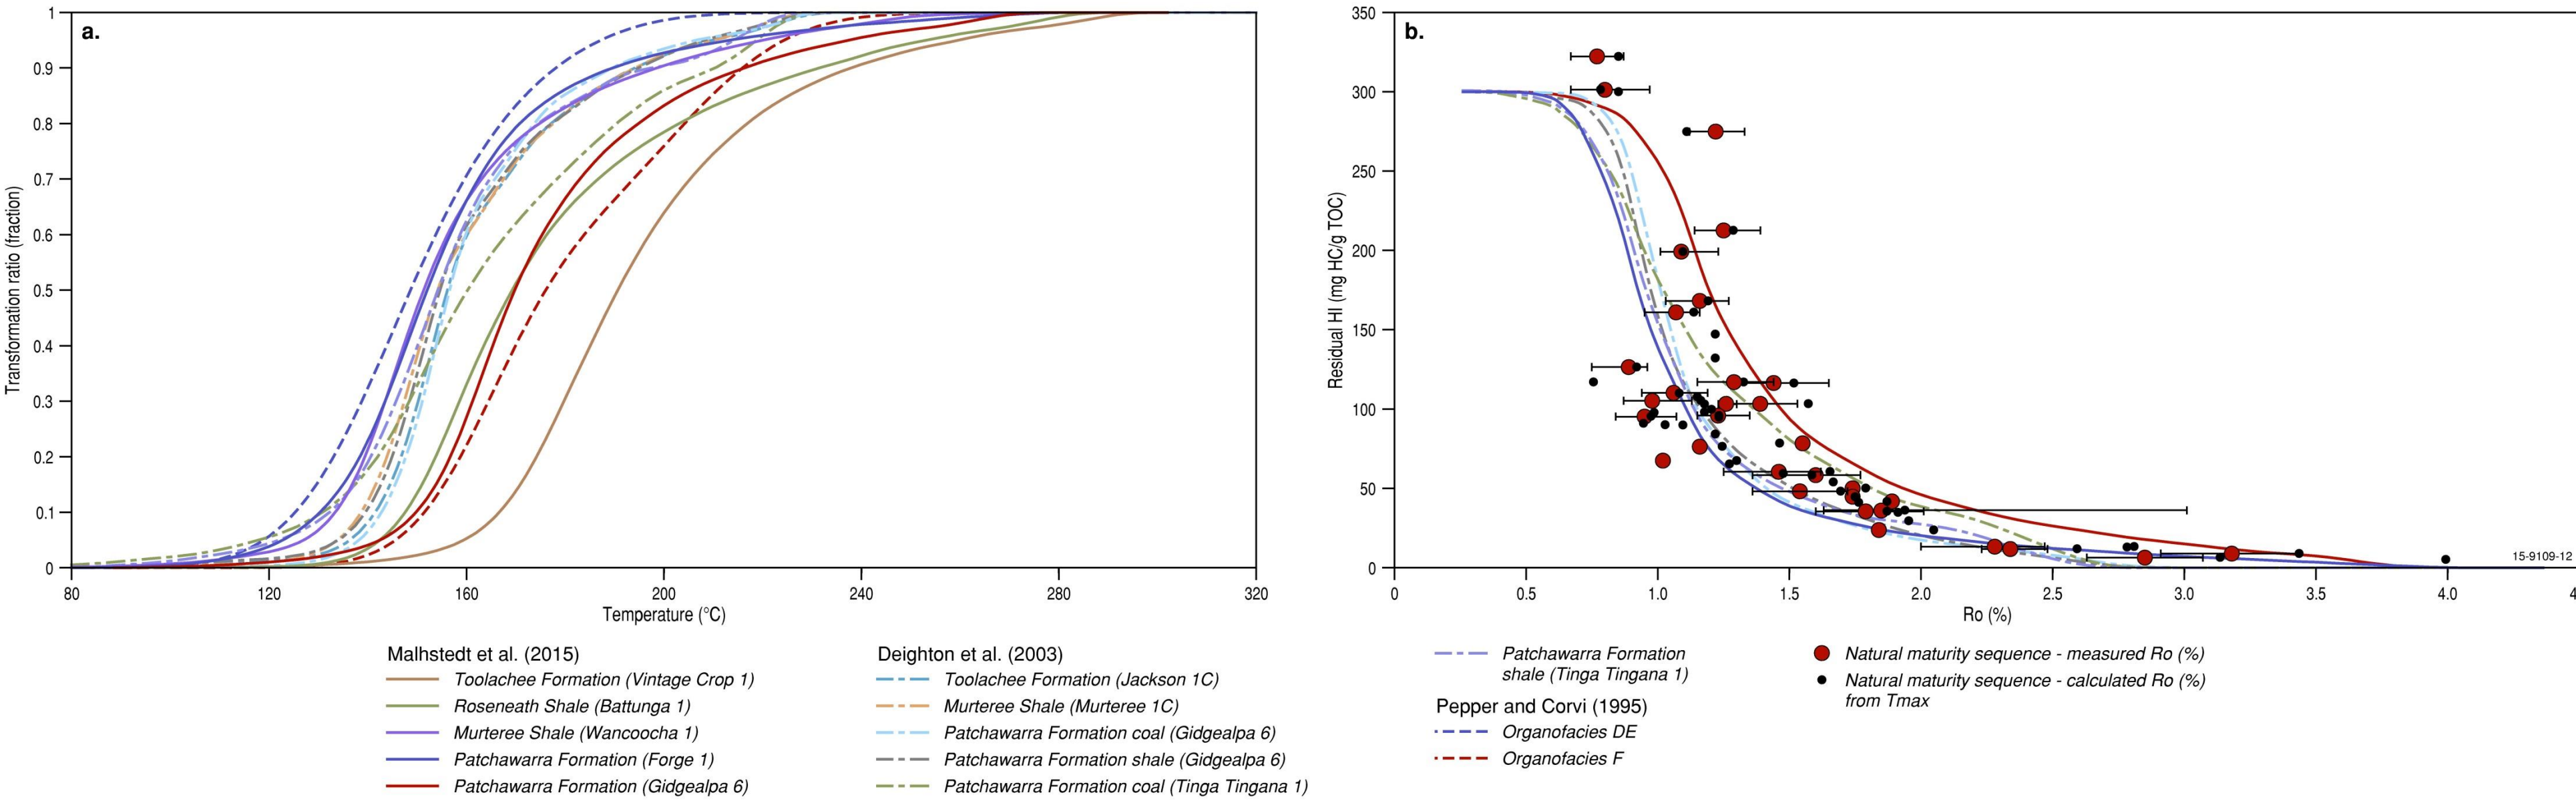 a.
Transformation ratio (fraction)
1
0.9
0.8
0.7
0.6
0.5
0.4
0.3
0.2
0.1
0
80
120
160
200
240
280
320
Temperature (°C)
b.
Residual HI (mg HC/g TOC)
350
300
250
200
150
100
50
0
0
0.5
1.0
1.5
2.0
2.5
3.0
3.5
4.0
4
Ro (%)
15-9109-12
Malhstedt et al. (2015)
Toolachee Formation (Vintage Crop 1)
Roseneath Shale (Battunga 1)
Murteree Shale (Wancoocha 1)
Patchawarra Formation (Forge 1)
Patchawarra Formation (Gidgealpa 6)
Deighton et al. (2003)
Toolachee Formation (Jackson 1C)
Murteree Shale (Murteree 1C)
Patchawarra Formation coal (Gidgealpa 6)
Patchawarra Formation shale (Gidgealpa 6)
Patchawarra Formation coal (Tinga Tingana 1)
Patchawarra Formation
shale (Tinga Tingana 1)
Pepper and Corvi (1995)
Organofacies DE
Organofacies F
Natural maturity sequence - measured Ro (%)
Natural maturity sequence - calculated Ro (%)
from Tmax